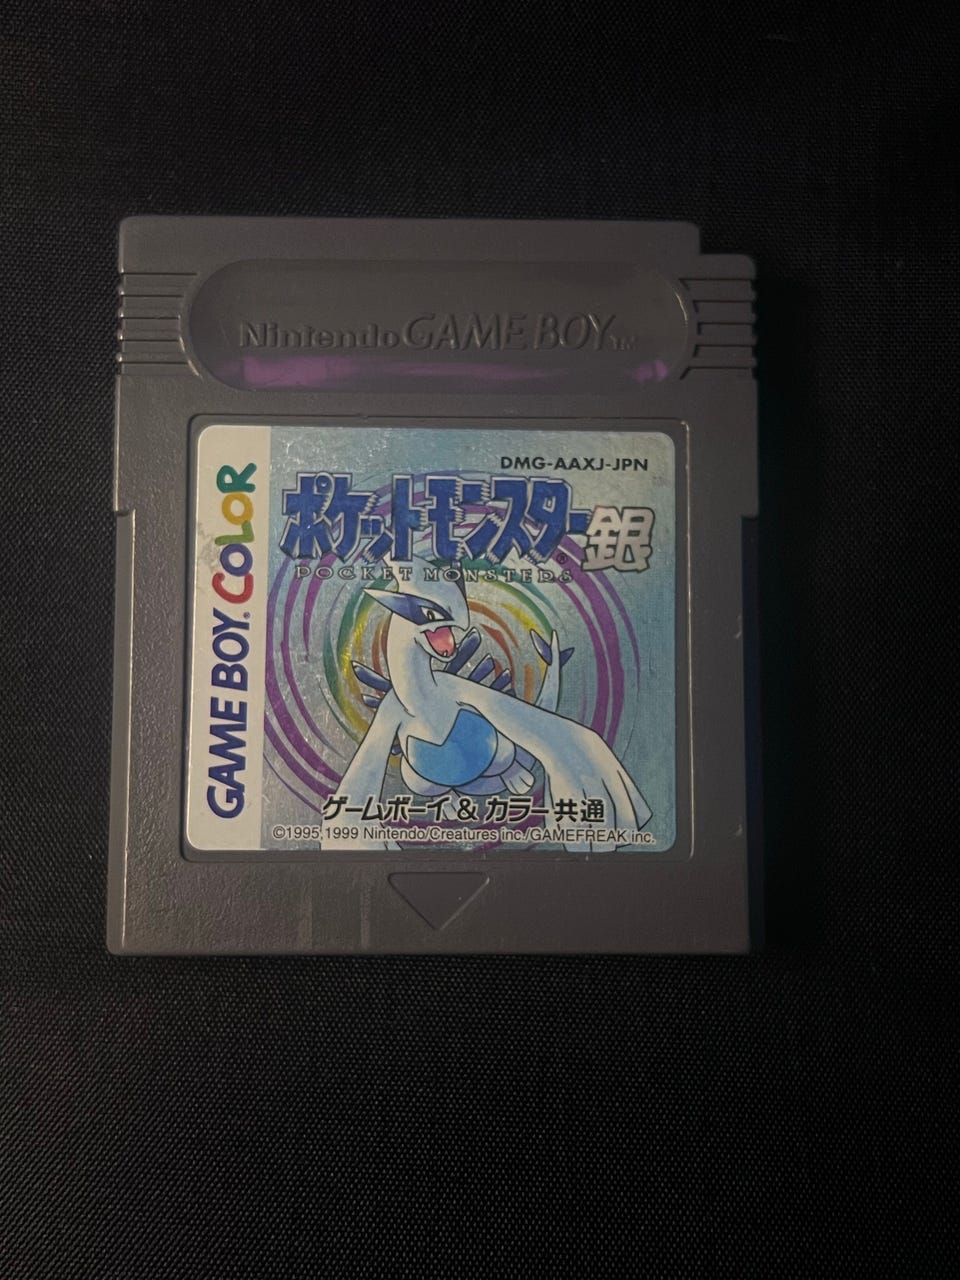 Nintendo GAME BOY™
DMG-AAXJ-JPN
ポケットモンスター銀
POCKET MONSTERS
GAME BOY® COLOR
ゲームボーイ & カラー共通
©1995,1999 Nintendo/Creatures inc./GAMEFREAK inc.